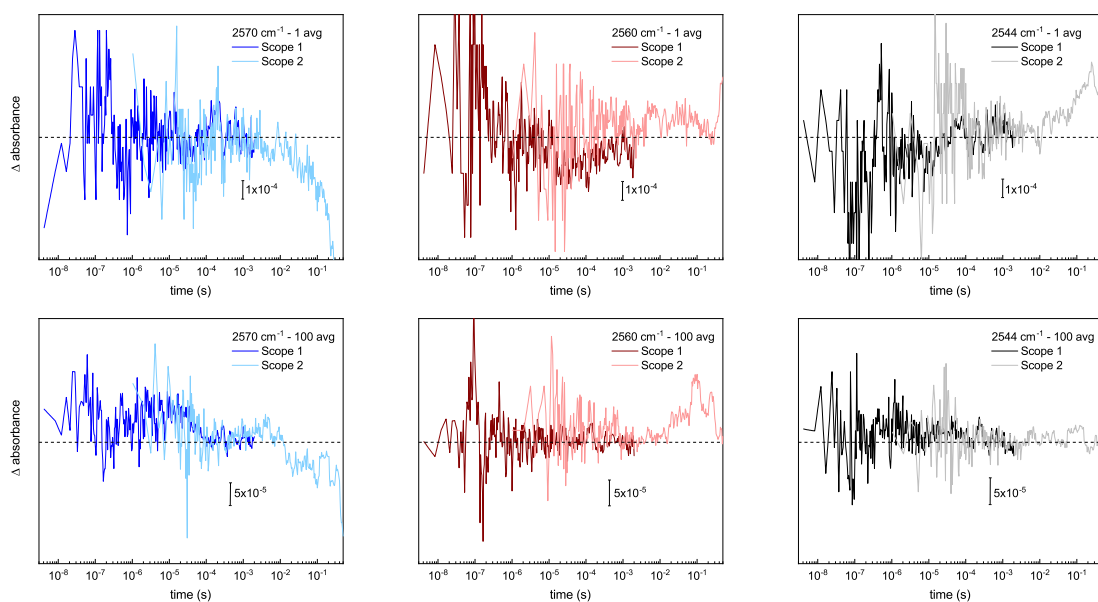 2570 cm⁻¹ - 1 avg
Scope 1
Scope 2
Δ absorbance
1x10⁻⁴
10⁻⁸ 10⁻⁷ 10⁻⁶ 10⁻⁵ 10⁻⁴ 10⁻³ 10⁻² 10⁻¹
time (s)
2560 cm⁻¹ - 1 avg
Scope 1
Scope 2
1x10⁻⁴
10⁻⁸ 10⁻⁷ 10⁻⁶ 10⁻⁵ 10⁻⁴ 10⁻³ 10⁻² 10⁻¹
time (s)
2544 cm⁻¹ - 1 avg
Scope 1
Scope 2
1x10⁻⁴
10⁻⁸ 10⁻⁷ 10⁻⁶ 10⁻⁵ 10⁻⁴ 10⁻³ 10⁻² 10⁻¹
time (s)
2570 cm⁻¹ - 100 avg
Scope 1
Scope 2
Δ absorbance
5x10⁻⁵
10⁻⁸ 10⁻⁷ 10⁻⁶ 10⁻⁵ 10⁻⁴ 10⁻³ 10⁻² 10⁻¹
time (s)
2560 cm⁻¹ - 100 avg
Scope 1
Scope 2
5x10⁻⁵
10⁻⁸ 10⁻⁷ 10⁻⁶ 10⁻⁵ 10⁻⁴ 10⁻³ 10⁻² 10⁻¹
time (s)
2544 cm⁻¹ - 100 avg
Scope 1
Scope 2
5x10⁻⁵
10⁻⁸ 10⁻⁷ 10⁻⁶ 10⁻⁵ 10⁻⁴ 10⁻³ 10⁻² 10⁻¹
time (s)